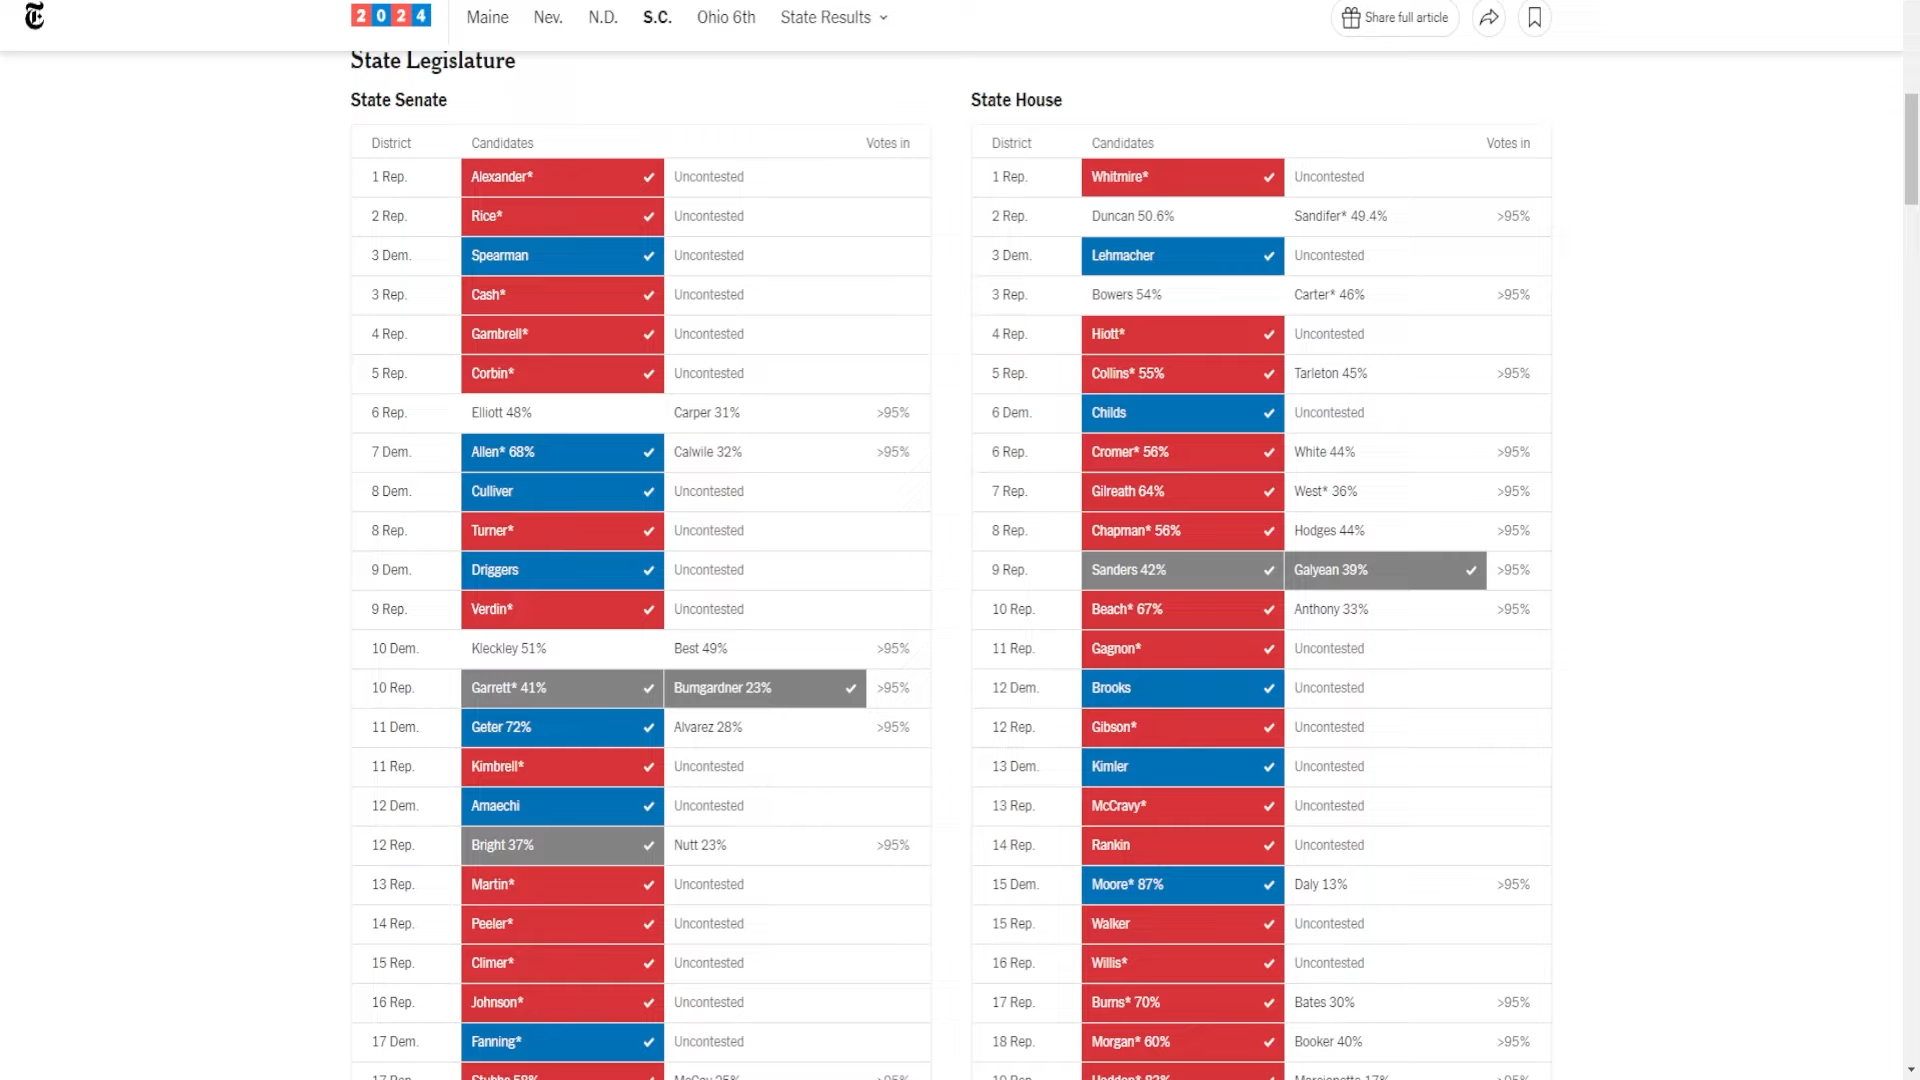 T
2024 Maine Nev. N.D. S.C. Ohio 6th State Results Share full article
State Legislature
State Senate
District Candidates Votes in
1 Rep. Alexander* Uncontested
2 Rep. Rice* Uncontested
3 Dem. Spearman Uncontested
3 Rep. Cash* Uncontested
4 Rep. Gambrell* Uncontested
5 Rep. Corbin* Uncontested
6 Rep. Elliott 48% Carper 31% >95%
7 Dem. Allen* 68% Calwile 32% >95%
8 Dem. Culliver Uncontested
8 Rep. Turner* Uncontested
9 Dem. Driggers Uncontested
9 Rep. Verdin* Uncontested
10 Dem. Kleckley 51% Best 49% >95%
10 Rep. Garrett* 41% Bumgardner 23% >95%
11 Dem. Geter 72% Alvarez 28% >95%
11 Rep. Kimbrell* Uncontested
12 Dem. Amaechi Uncontested
12 Rep. Bright 37% Nutt 23% >95%
13 Rep. Martin* Uncontested
14 Rep. Peeler* Uncontested
15 Rep. Climer* Uncontested
16 Rep. Johnson* Uncontested
17 Dem. Fanning* Uncontested
State House
District Candidates Votes in
1 Rep. Whitmire* Uncontested
2 Rep. Duncan 50.6% Sandifer* 49.4% >95%
3 Dem. Lehmacher Uncontested
3 Rep. Bowers 54% Carter* 46% >95%
4 Rep. Hiott* Uncontested
5 Rep. Collins* 55% Tarleton 45% >95%
6 Dem. Childs Uncontested
6 Rep. Cromer* 56% White 44% >95%
7 Rep. Gilreath 64% West* 36% >95%
8 Rep. Chapman* 56% Hodges 44% >95%
9 Rep. Sanders 42% Galyean 39% >95%
10 Rep. Beach* 67% Anthony 33% >95%
11 Rep. Gagnon* Uncontested
12 Dem. Brooks Uncontested
12 Rep. Gibson* Uncontested
13 Dem. Kimler Uncontested
13 Rep. McCravy* Uncontested
14 Rep. Rankin Uncontested
15 Dem. Moore* 87% Daly 13% >95%
15 Rep. Walker Uncontested
16 Rep. Willis* Uncontested
17 Rep. Burns* 70% Bates 30% >95%
18 Rep. Morgan* 60% Booker 40% >95%